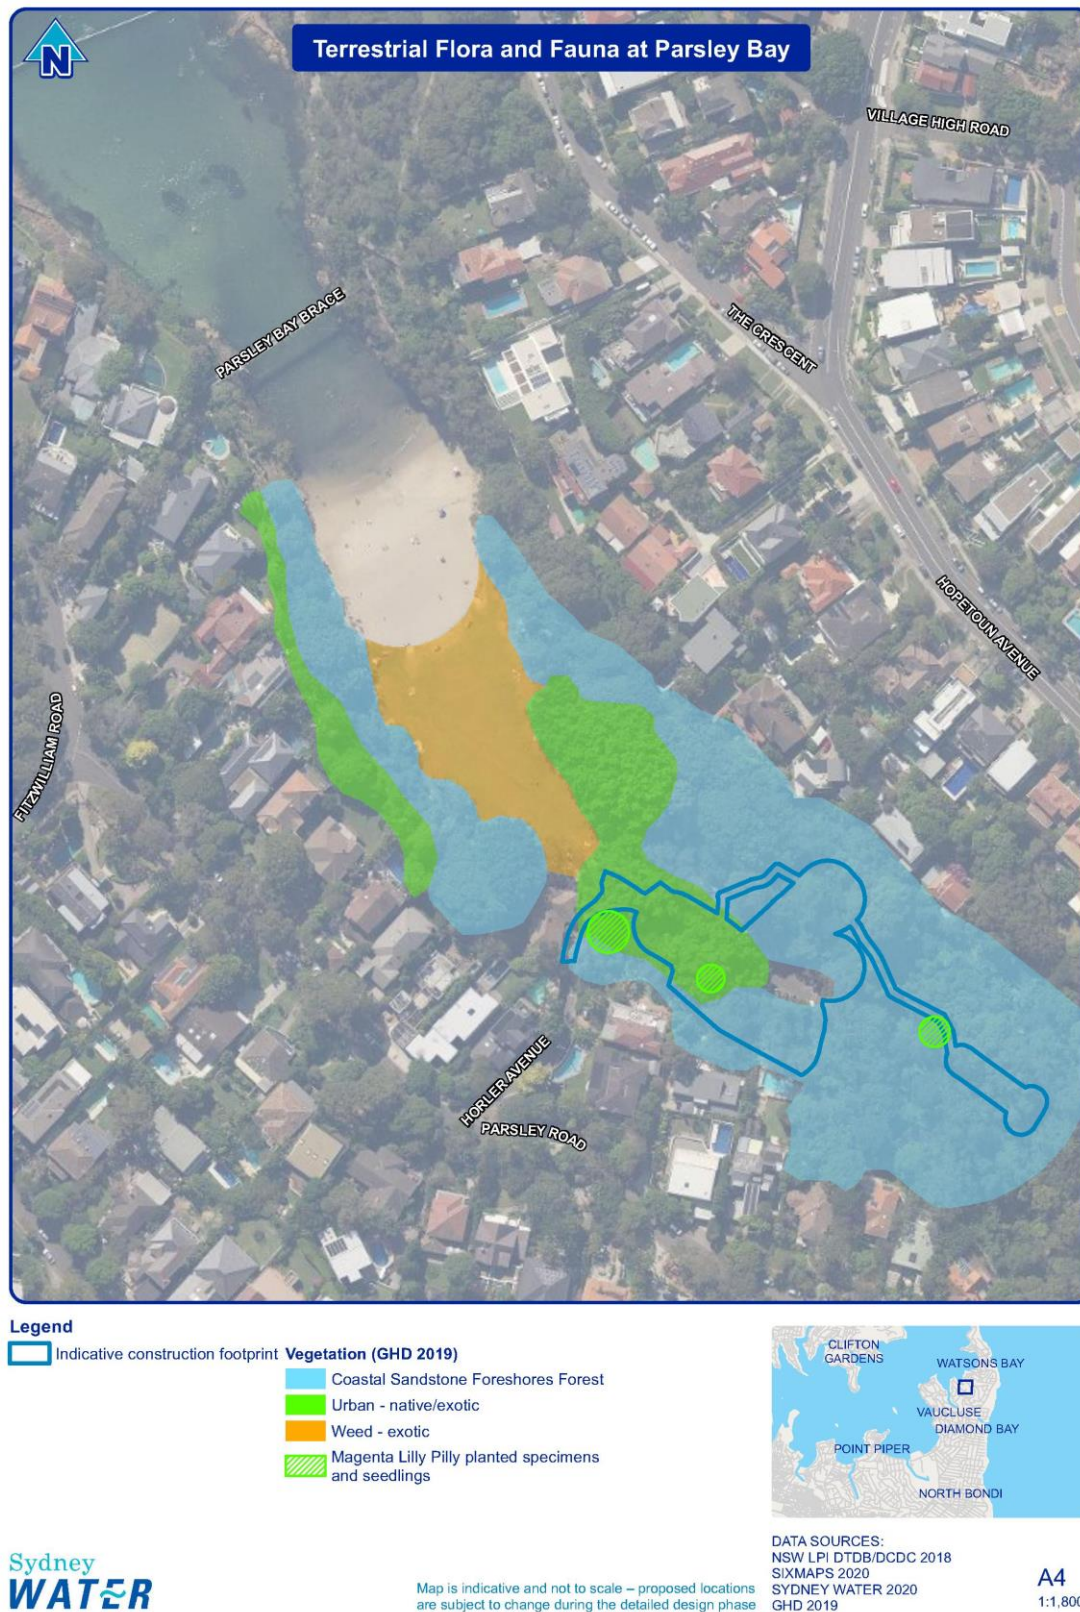 N
Terrestrial Flora and Fauna at Parsley Bay
VILLAGE HIGH ROAD
PARSLEY BAY BRACE
THE CRESCENT
HOPETOUN AVENUE
FITZWILLIAM ROAD
HORLER AVENUE
PARSLEY ROAD
Legend
Indicative construction footprint
Vegetation (GHD 2019)
Coastal Sandstone Foreshores Forest
Urban - native/exotic
Weed - exotic
Magenta Lilly Pilly planted specimens
and seedlings
CLIFTON
GARDENS
WATSONS BAY
VAUCLUSE
DIAMOND BAY
POINT PIPER
NORTH BONDI
Sydney
WATER
Map is indicative and not to scale – proposed locations
are subject to change during the detailed design phase
DATA SOURCES:
NSW LPI DTDB/DCDC 2018
SIXMAPS 2020
SYDNEY WATER 2020
GHD 2019
A4
1:1,800